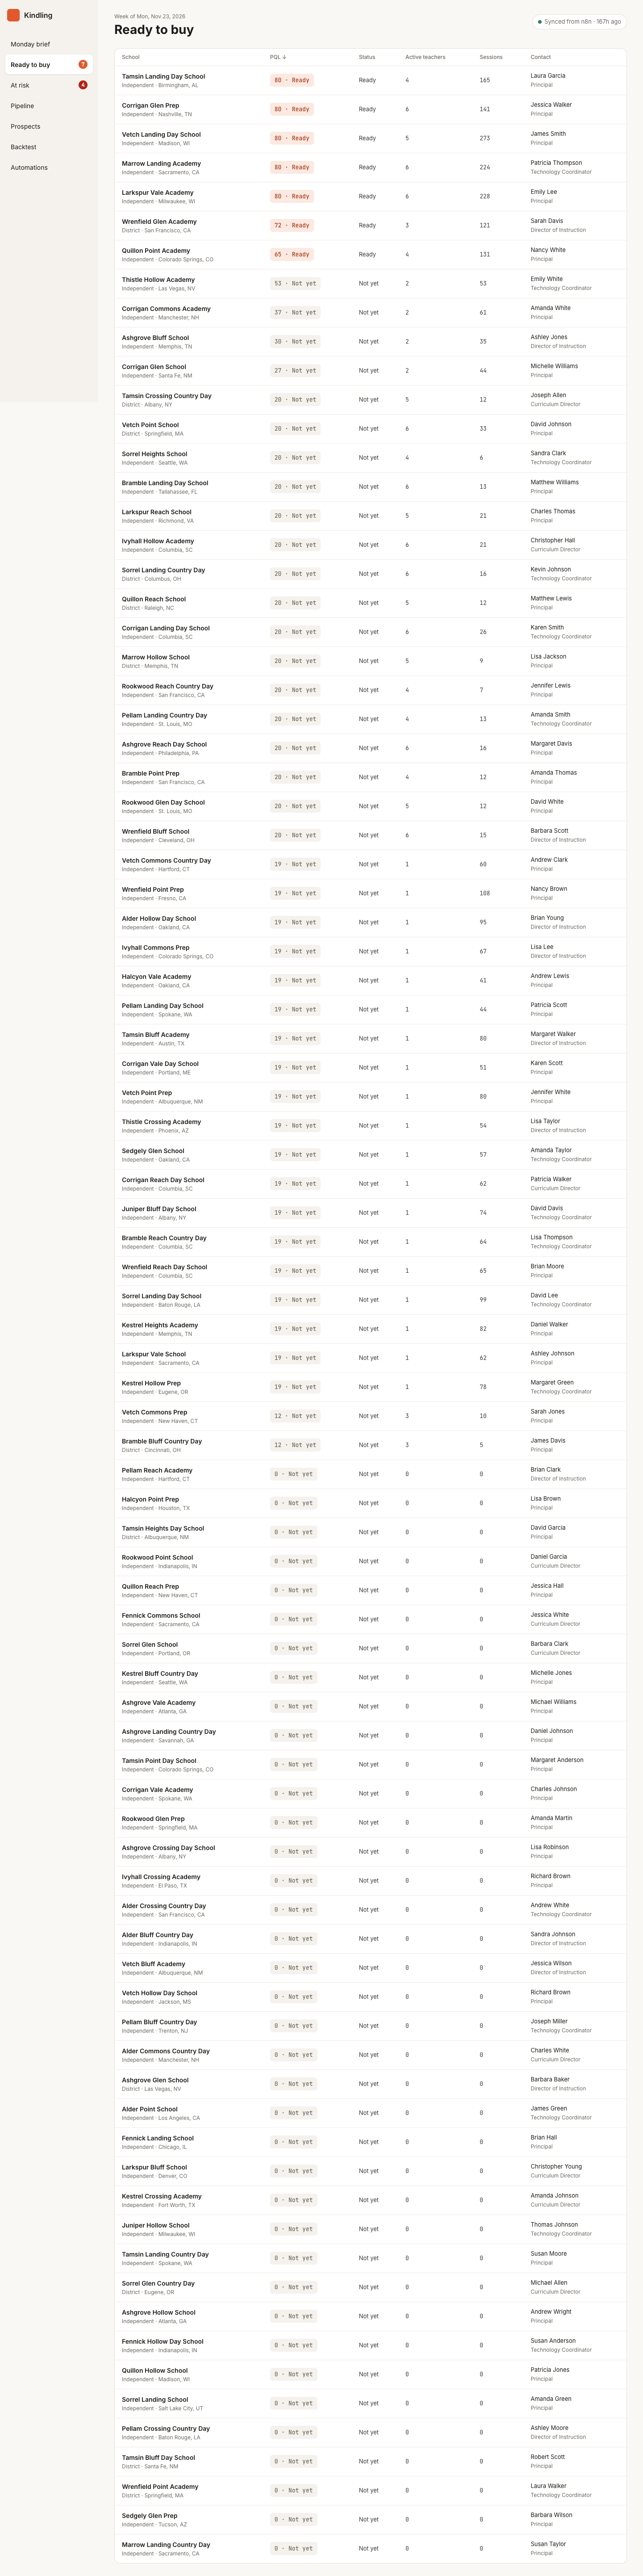 Kindling
Monday brief
Ready to buy 7
At risk 4
Pipeline
Prospects
Backtest
Automations
Week of Mon, Nov 23, 2026
Ready to buy
Synced from n8n · 167h ago
School PQL ↓ Status Active teachers Sessions Contact
Tamsin Landing Day School 80 · Ready Ready 4 165 Laura Garcia
Independent · Birmingham, AL Principal
Corrigan Glen Prep 80 · Ready Ready 6 141 Jessica Walker
Independent · Nashville, TN Principal
Vetch Landing Day School 80 · Ready Ready 5 273 James Smith
Independent · Madison, WI Principal
Marrow Landing Academy 80 · Ready Ready 6 224 Patricia Thompson
Independent · Sacramento, CA Technology Coordinator
Larkspur Vale Academy 80 · Ready Ready 6 228 Emily Lee
Independent · Milwaukee, WI Principal
Wrenfield Glen Academy 72 · Ready Ready 3 121 Sarah Davis
District · San Francisco, CA Director of Instruction
Quillon Point Academy 65 · Ready Ready 4 131 Nancy White
Independent · Colorado Springs, CO Principal
Thistle Hollow Academy 53 · Not yet Not yet 2 53 Emily White
Independent · Las Vegas, NV Technology Coordinator
Corrigan Commons Academy 37 · Not yet Not yet 2 61 Amanda White
Independent · Manchester, NH Principal
Ashgrove Bluff School 30 · Not yet Not yet 2 35 Ashley Jones
Independent · Memphis, TN Director of Instruction
Corrigan Glen School 27 · Not yet Not yet 2 44 Michelle Williams
Independent · Santa Fe, NM Principal
Tamsin Crossing Country Day 20 · Not yet Not yet 5 12 Joseph Allen
District · Albany, NY Curriculum Director
Vetch Point School 20 · Not yet Not yet 6 33 David Johnson
District · Springfield, MA Principal
Sorrel Heights School 20 · Not yet Not yet 4 6 Sandra Clark
Independent · Seattle, WA Technology Coordinator
Bramble Landing Day School 20 · Not yet Not yet 6 13 Matthew Williams
Independent · Tallahassee, FL Principal
Larkspur Reach School 20 · Not yet Not yet 5 21 Charles Thomas
Independent · Richmond, VA Principal
Ivyhall Hollow Academy 20 · Not yet Not yet 6 21 Christopher Hall
Independent · Columbia, SC Curriculum Director
Sorrel Landing Country Day 20 · Not yet Not yet 6 16 Kevin Johnson
District · Columbus, OH Technology Coordinator
Quillon Reach School 20 · Not yet Not yet 5 12 Matthew Lewis
District · Raleigh, NC Principal
Corrigan Landing Day School 20 · Not yet Not yet 6 26 Karen Smith
Independent · Columbia, SC Technology Coordinator
Marrow Hollow School 20 · Not yet Not yet 5 9 Lisa Jackson
District · Memphis, TN Principal
Rookwood Reach Country Day 20 · Not yet Not yet 4 7 Jennifer Lewis
Independent · San Francisco, CA Principal
Pellam Landing Country Day 20 · Not yet Not yet 4 13 Amanda Smith
Independent · St. Louis, MO Technology Coordinator
Ashgrove Reach Day School 20 · Not yet Not yet 6 16 Margaret Davis
Independent · Philadelphia, PA Principal
Bramble Point Prep 20 · Not yet Not yet 4 12 Amanda Thomas
Independent · San Francisco, CA Principal
Rookwood Glen Day School 20 · Not yet Not yet 5 12 David White
Independent · St. Louis, MO Principal
Wrenfield Bluff School 20 · Not yet Not yet 6 15 Barbara Scott
Independent · Cleveland, OH Director of Instruction
Vetch Commons Country Day 19 · Not yet Not yet 1 60 Andrew Clark
Independent · Hartford, CT Principal
Wrenfield Point Prep 19 · Not yet Not yet 1 108 Nancy Brown
Independent · Fresno, CA Principal
Alder Hollow Day School 19 · Not yet Not yet 1 95 Brian Young
Independent · Oakland, CA Director of Instruction
Ivyhall Commons Prep 19 · Not yet Not yet 1 67 Lisa Lee
Independent · Colorado Springs, CO Director of Instruction
Halcyon Vale Academy 19 · Not yet Not yet 1 41 Andrew Lewis
Independent · Oakland, CA Principal
Pellam Landing Day School 19 · Not yet Not yet 1 44 Patricia Scott
Independent · Spokane, WA Principal
Tamsin Bluff Academy 19 · Not yet Not yet 1 80 Margaret Walker
Independent · Austin, TX Director of Instruction
Corrigan Vale Day School 19 · Not yet Not yet 1 51 Karen Scott
Independent · Portland, ME Principal
Vetch Point Prep 19 · Not yet Not yet 1 80 Jennifer White
Independent · Albuquerque, NM Principal
Thistle Crossing Academy 19 · Not yet Not yet 1 54 Lisa Taylor
Independent · Phoenix, AZ Director of Instruction
Sedgely Glen School 19 · Not yet Not yet 1 57 Amanda Taylor
Independent · Oakland, CA Technology Coordinator
Corrigan Reach Day School 19 · Not yet Not yet 1 62 Patricia Walker
Independent · Columbia, SC Curriculum Director
Juniper Bluff Day School 19 · Not yet Not yet 1 74 David Davis
Independent · Albany, NY Technology Coordinator
Bramble Reach Country Day 19 · Not yet Not yet 1 64 Lisa Thompson
Independent · Columbia, SC Technology Coordinator
Wrenfield Reach Day School 19 · Not yet Not yet 1 65 Brian Moore
Independent · Columbia, SC Principal
Sorrel Landing Day School 19 · Not yet Not yet 1 99 David Lee
Independent · Baton Rouge, LA Technology Coordinator
Kestrel Heights Academy 19 · Not yet Not yet 1 82 Daniel Walker
Independent · Memphis, TN Principal
Larkspur Vale School 19 · Not yet Not yet 1 62 Ashley Johnson
Independent · Sacramento, CA Principal
Kestrel Hollow Prep 19 · Not yet Not yet 1 78 Margaret Green
Independent · Eugene, OR Technology Coordinator
Vetch Commons Prep 12 · Not yet Not yet 3 10 Sarah Jones
Independent · New Haven, CT Principal
Bramble Bluff Country Day 12 · Not yet Not yet 3 5 James Davis
District · Cincinnati, OH Principal
Pellam Reach Academy 0 · Not yet Not yet 0 0 Brian Clark
Independent · Hartford, CT Director of Instruction
Halcyon Point Prep 0 · Not yet Not yet 0 0 Lisa Brown
Independent · Houston, TX Principal
Tamsin Heights Day School 0 · Not yet Not yet 0 0 David Garcia
District · Albuquerque, NM Principal
Rookwood Point School 0 · Not yet Not yet 0 0 Daniel Garcia
Independent · Indianapolis, IN Curriculum Director
Quillon Reach Prep 0 · Not yet Not yet 0 0 Jessica Hall
Independent · New Haven, CT Principal
Fennick Commons School 0 · Not yet Not yet 0 0 Jessica White
Independent · Sacramento, CA Curriculum Director
Sorrel Glen School 0 · Not yet Not yet 0 0 Barbara Clark
Independent · Portland, OR Curriculum Director
Kestrel Bluff Country Day 0 · Not yet Not yet 0 0 Michelle Jones
Independent · Seattle, WA Principal
Ashgrove Vale Academy 0 · Not yet Not yet 0 0 Michael Williams
Independent · Atlanta, GA Principal
Ashgrove Landing Country Day 0 · Not yet Not yet 0 0 Daniel Johnson
Independent · Savannah, GA Principal
Tamsin Point Day School 0 · Not yet Not yet 0 0 Margaret Anderson
Independent · Colorado Springs, CO Principal
Corrigan Vale Academy 0 · Not yet Not yet 0 0 Charles Johnson
Independent · Spokane, WA Principal
Rookwood Glen Prep 0 · Not yet Not yet 0 0 Amanda Martin
Independent · Springfield, MA Principal
Ashgrove Crossing Day School 0 · Not yet Not yet 0 0 Lisa Robinson
Independent · Albany, NY Principal
Ivyhall Crossing Academy 0 · Not yet Not yet 0 0 Richard Brown
Independent · El Paso, TX Principal
Alder Crossing Country Day 0 · Not yet Not yet 0 0 Andrew White
Independent · San Francisco, CA Technology Coordinator
Alder Bluff Country Day 0 · Not yet Not yet 0 0 Sandra Johnson
Independent · Indianapolis, IN Director of Instruction
Vetch Bluff Academy 0 · Not yet Not yet 0 0 Jessica Wilson
Independent · Albuquerque, NM Director of Instruction
Vetch Hollow Day School 0 · Not yet Not yet 0 0 Richard Brown
Independent · Jackson, MS Principal
Pellam Bluff Country Day 0 · Not yet Not yet 0 0 Joseph Miller
Independent · Trenton, NJ Technology Coordinator
Alder Commons Country Day 0 · Not yet Not yet 0 0 Charles White
Independent · Manchester, NH Curriculum Director
Ashgrove Glen School 0 · Not yet Not yet 0 0 Barbara Baker
District · Las Vegas, NV Director of Instruction
Alder Point School 0 · Not yet Not yet 0 0 James Green
Independent · Los Angeles, CA Technology Coordinator
Fennick Landing School 0 · Not yet Not yet 0 0 Brian Hall
Independent · Chicago, IL Principal
Larkspur Bluff School 0 · Not yet Not yet 0 0 Christopher Young
Independent · Denver, CO Curriculum Director
Kestrel Crossing Academy 0 · Not yet Not yet 0 0 Amanda Johnson
Independent · Fort Worth, TX Curriculum Director
Juniper Hollow School 0 · Not yet Not yet 0 0 Thomas Johnson
Independent · Milwaukee, WI Technology Coordinator
Tamsin Landing Country Day 0 · Not yet Not yet 0 0 Susan Moore
Independent · Spokane, WA Principal
Sorrel Glen Country Day 0 · Not yet Not yet 0 0 Michael Allen
District · Eugene, OR Curriculum Director
Ashgrove Hollow School 0 · Not yet Not yet 0 0 Andrew Wright
Independent · Atlanta, GA Principal
Fennick Hollow Day School 0 · Not yet Not yet 0 0 Susan Anderson
Independent · Indianapolis, IN Technology Coordinator
Quillon Hollow School 0 · Not yet Not yet 0 0 Patricia Jones
Independent · Madison, WI Principal
Sorrel Landing School 0 · Not yet Not yet 0 0 Amanda Green
Independent · Salt Lake City, UT Principal
Pellam Crossing Country Day 0 · Not yet Not yet 0 0 Ashley Moore
Independent · Baton Rouge, LA Director of Instruction
Tamsin Bluff Day School 0 · Not yet Not yet 0 0 Robert Scott
District · Santa Fe, NM Principal
Wrenfield Point Academy 0 · Not yet Not yet 0 0 Laura Walker
District · Springfield, MA Technology Coordinator
Sedgely Glen Prep 0 · Not yet Not yet 0 0 Barbara Wilson
Independent · Tucson, AZ Principal
Marrow Landing Country Day 0 · Not yet Not yet 0 0 Susan Taylor
Independent · Sacramento, CA Principal